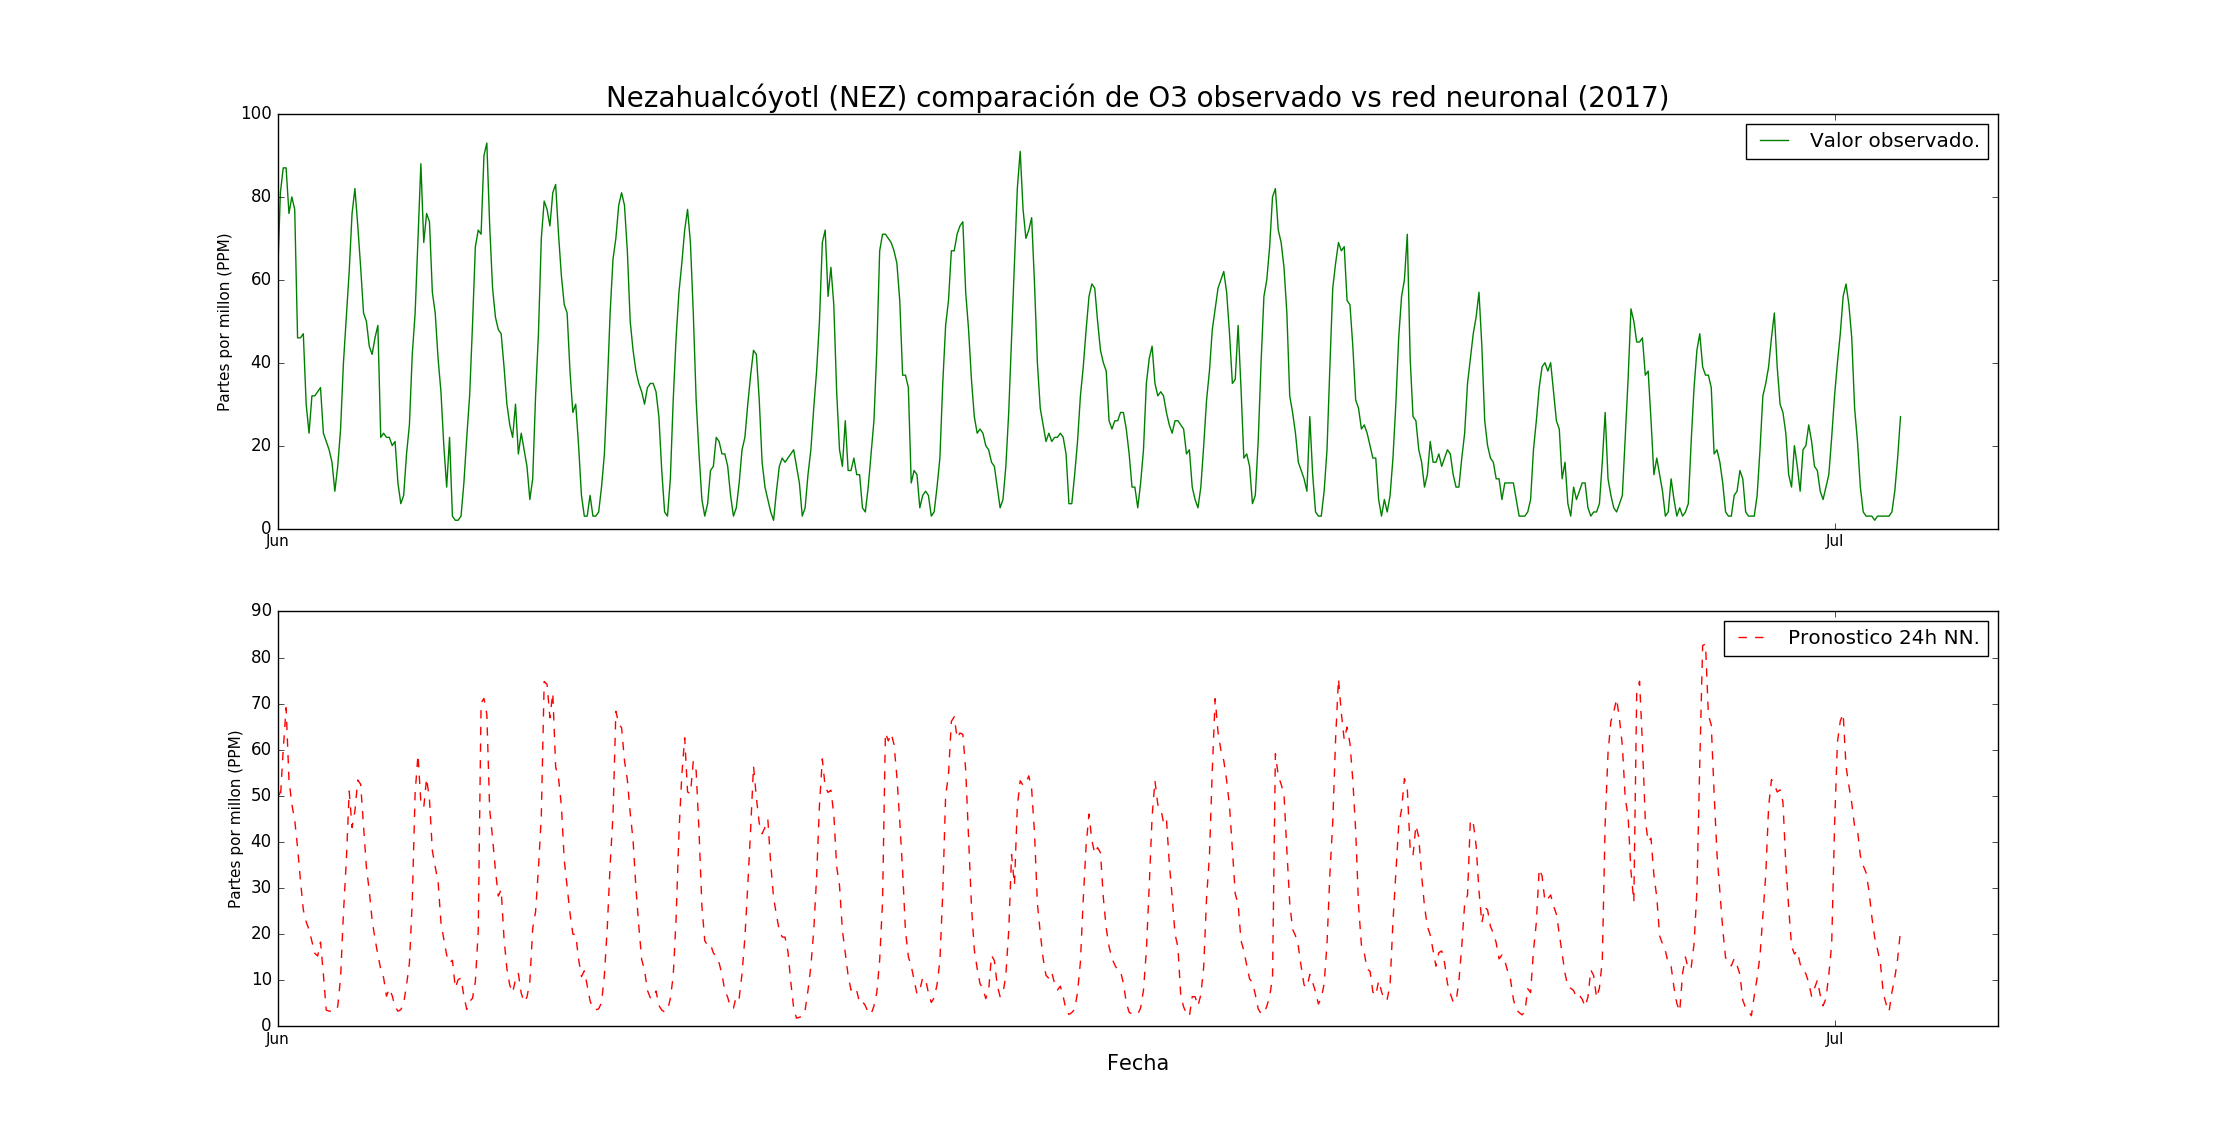 Nezahualcóyotl (NEZ) comparación de O3 observado vs red neuronal (2017)
100
80
60
40
20
0
Partes por millon (PPM)
Valor observado.
Jun
Jul
90
80
70
60
50
40
30
20
10
0
Partes por millon (PPM)
Pronostico 24h NN.
Jun
Jul
Fecha